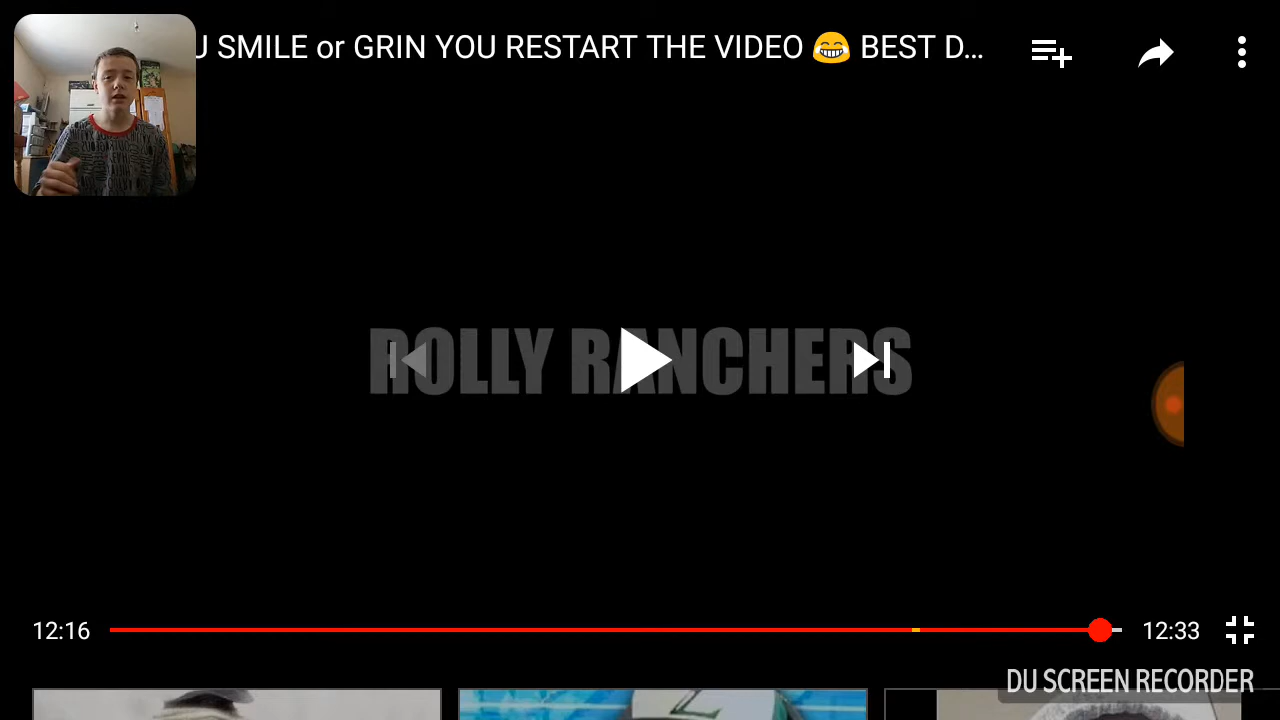 U SMILE or GRIN YOU RESTART THE VIDEO 😂 BEST D...
ROLLY RANCHERS
12:16
12:33
DU SCREEN RECORDER